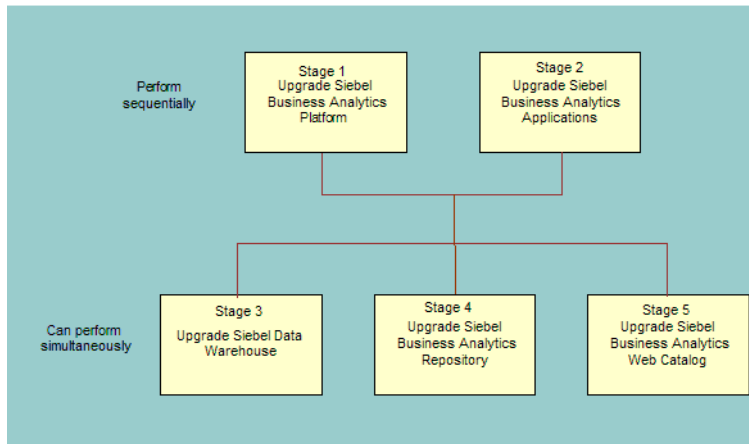 Perform
sequentially
Stage 1
Upgrade Siebel
Business Analytics
Platform
Stage 2
Upgrade Siebel
Business Analytics
Applications
Can perform
simultaneously
Stage 3
Upgrade Siebel Data
Warehouse
Stage 4
Upgrade Siebel
Business Analytics
Repository
Stage 5
Upgrade Siebel
Business Analytics
Web Catalog